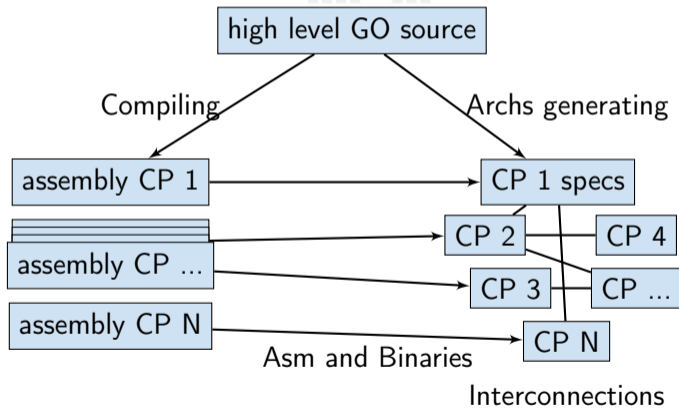 high level GO source
Compiling
Archs generating
assembly CP 1
CP 1 specs
CP 2
CP 4
assembly CP ...
CP 3
CP ...
assembly CP N
CP N
Asm and Binaries
Interconnections